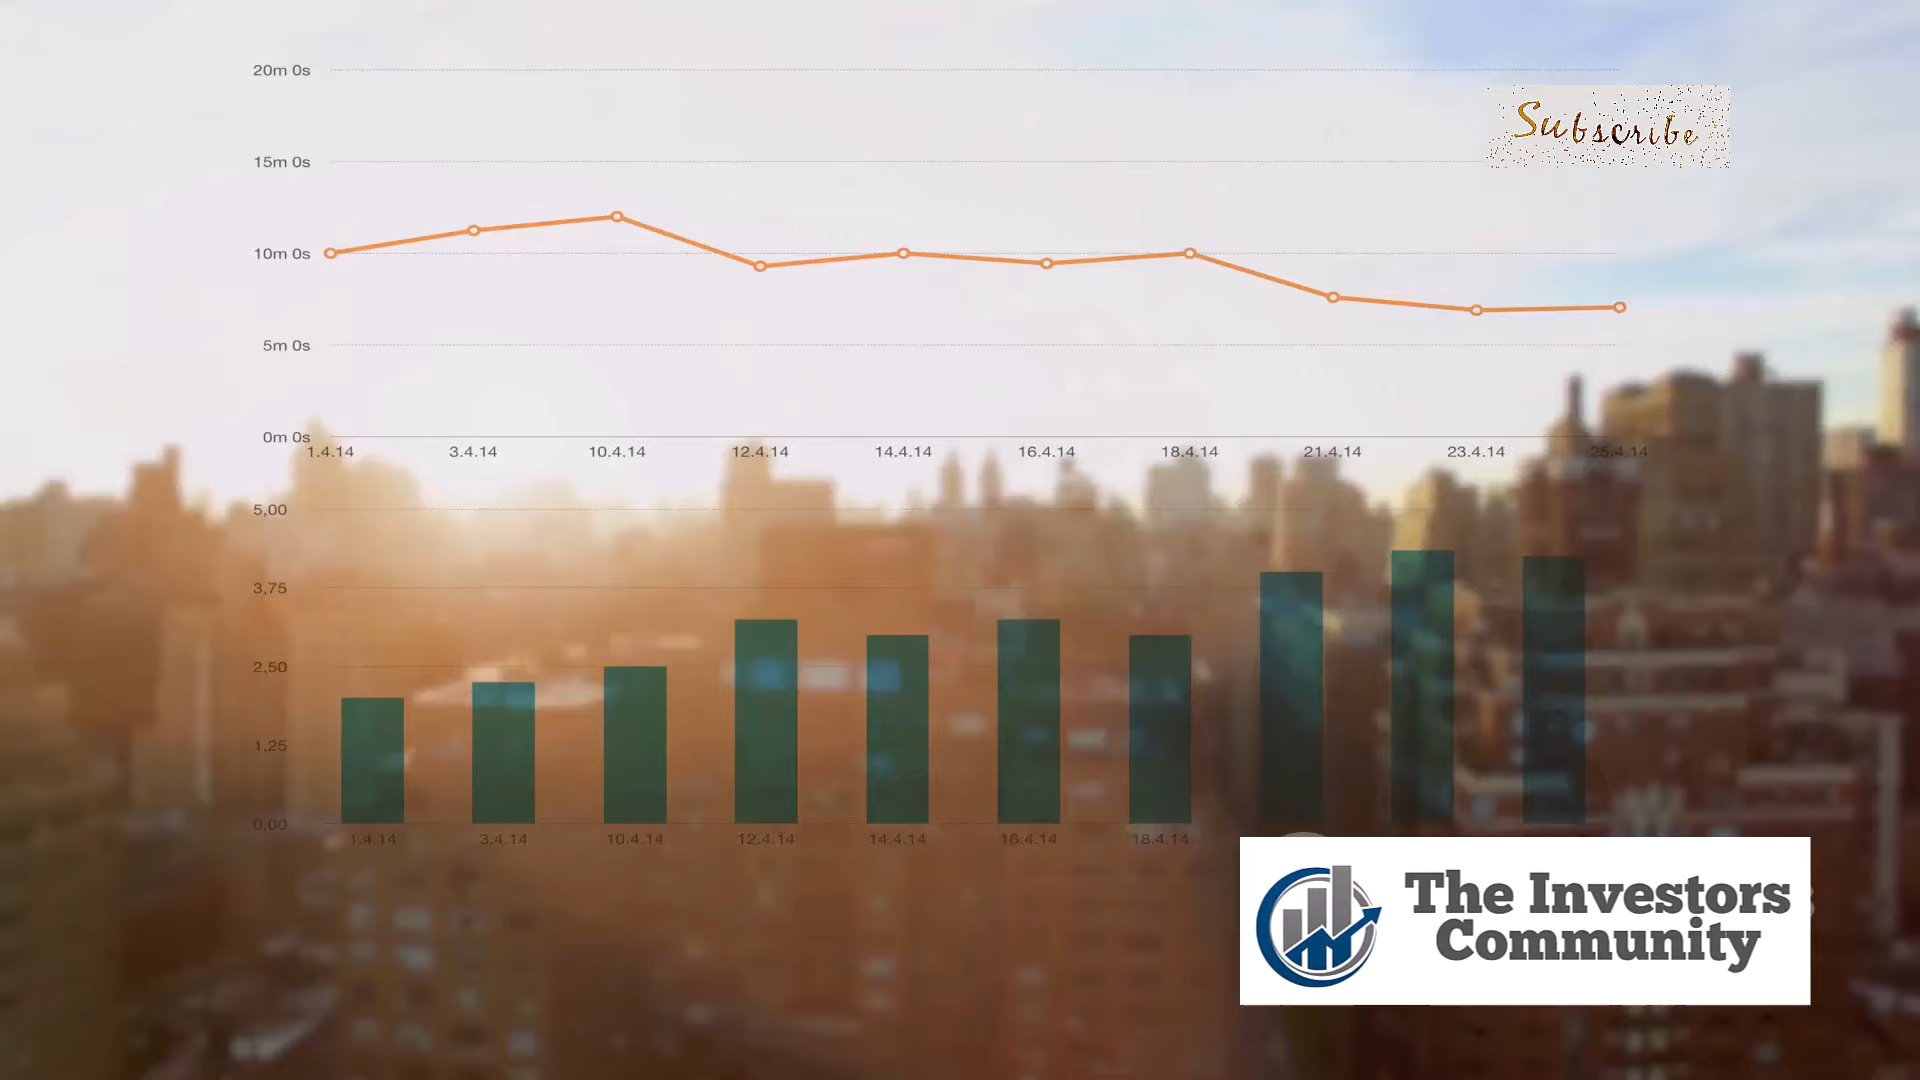 20m 0s
Subscribe
15m 0s
10m 0s
5m 0s
0m 0s
1.4.14 3.4.14 10.4.14 12.4.14 14.4.14 16.4.14 18.4.14 21.4.14 23.4.14 25.4.14
5,00
3,75
2,50
1,25
0,00
1.4.14 3.4.14 10.4.14 12.4.14 14.4.14 16.4.14 18.4.14
The Investors
Community